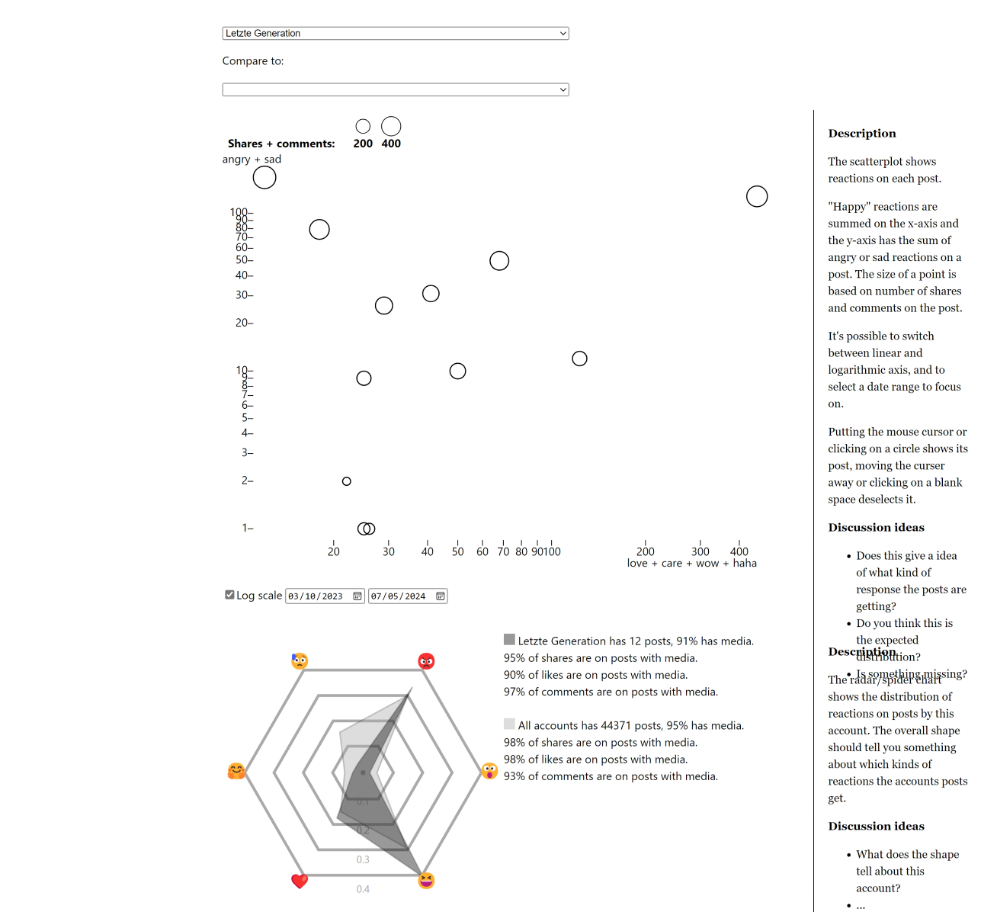 Letzte Generation
Compare to:
Shares + comments: 200 400
angry + sad
100
90
80
70
60
50
40
30
20
10
9
8
7
6
5
4
3
2
1
20 30 40 50 60 70 80 90 100 200 300 400
love + care + wow + haha
Log scale 03/10/2023 07/05/2024
Letzte Generation has 12 posts, 91% has media.
95% of shares are on posts with media.
90% of likes are on posts with media.
97% of comments are on posts with media.
All accounts has 44371 posts, 95% has media.
98% of shares are on posts with media.
98% of likes are on posts with media.
93% of comments are on posts with media.
0.1
0.2
0.3
0.4
Description
The scatterplot shows
reactions on each post.
"Happy" reactions are
summed on the x-axis and
the y-axis has the sum of
angry or sad reactions on a
post. The size of a point is
based on number of shares
and comments on the post.
It's possible to switch
between linear and
logarithmic axis, and to
select a date range to focus
on.
Putting the mouse cursor or
clicking on a circle shows its
post, moving the curser
away or clicking on a blank
space deselects it.
Discussion ideas
• Does this give a idea
of what kind of
response the posts are
getting?
• Do you think this is
the expected
distribution?
• Is something missing?
Description
The radar/spider chart
shows the distribution of
reactions on posts by this
account. The overall shape
should tell you something
about which kinds of
reactions the accounts posts
get.
Discussion ideas
• What does the shape
tell about this
account?
• ...